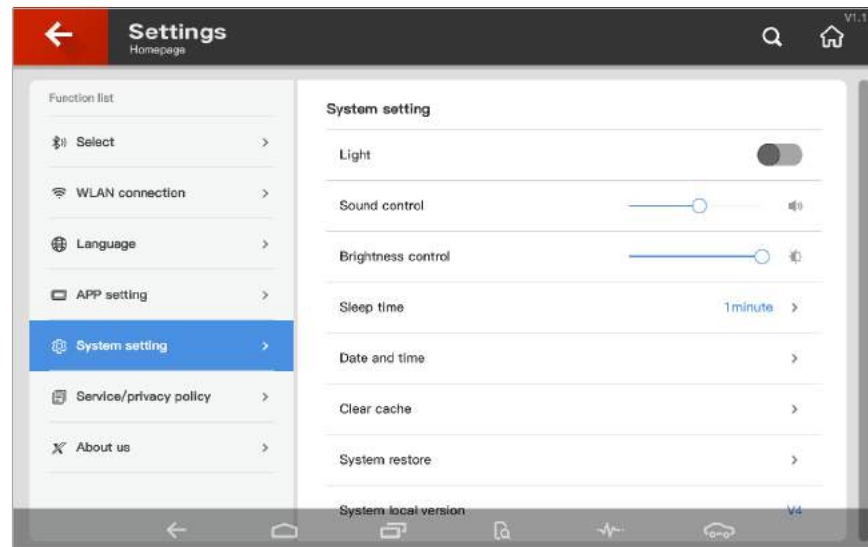 Settings
Homepage
V1.1
Function list
Select
WLAN connection
Language
APP setting
System setting
Service/privacy policy
About us
System setting
Light
Sound control
Brightness control
Sleep time
1minute
Date and time
Clear cache
System restore
System local version
V4